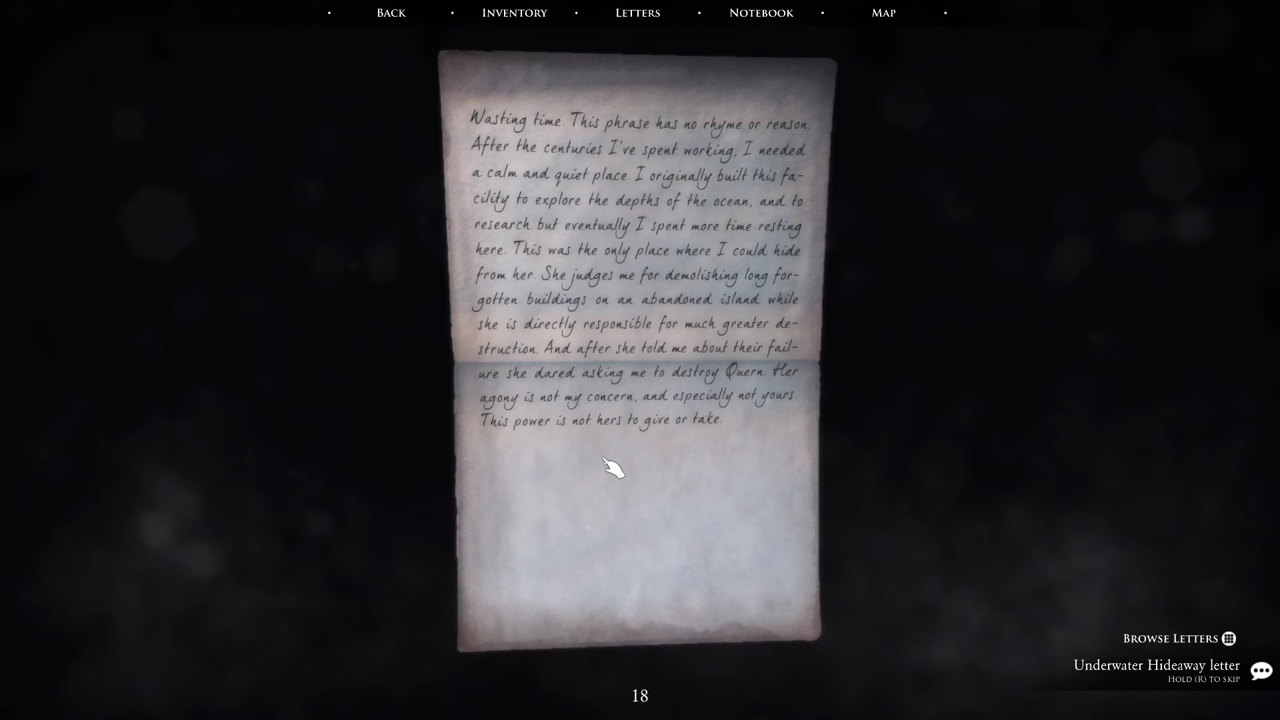 • BACK • INVENTORY • LETTERS • NOTEBOOK • MAP •
Wasting time. This phrase has no rhyme or reason.
After the centuries I've spent working, I needed
a calm and quiet place. I originally built this fa-
cility to explore the depths of the ocean, and to
research but eventually I spent more time resting
here. This was the only place where I could hide
from her. She judges me for demolishing long for-
gotten buildings on an abandoned island while
she is directly responsible for much greater de-
struction. And after she told me about their fail-
ure she dared asking me to destroy Quern. Her
agony is not my concern, and especially not yours.
This power is not hers to give or take.
BROWSE LETTERS
Underwater Hideaway letter
HOLD (R) TO SKIP
18